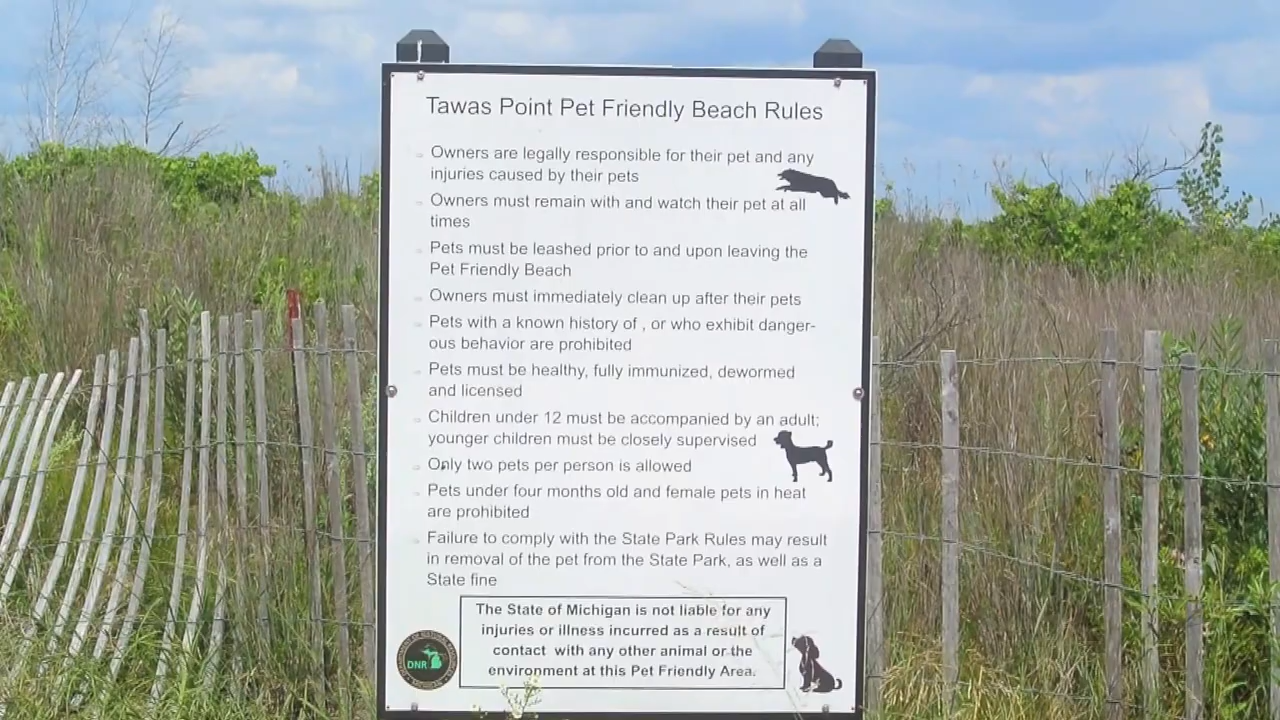 Tawas Point Pet Friendly Beach Rules
Owners are legally responsible for their pet and any
injuries caused by their pets
Owners must remain with and watch their pet at all
times
Pets must be leashed prior to and upon leaving the
Pet Friendly Beach
Owners must immediately clean up after their pets
Pets with a known history of , or who exhibit danger-
ous behavior are prohibited
Pets must be healthy, fully immunized, dewormed
and licensed
Children under 12 must be accompanied by an adult;
younger children must be closely supervised
Only two pets per person is allowed
Pets under four months old and female pets in heat
are prohibited
Failure to comply with the State Park Rules may result
in removal of the pet from the State Park, as well as a
State fine
The State of Michigan is not liable for any
injuries or illness incurred as a result of
contact with any other animal or the
environment at this Pet Friendly Area.
DNR